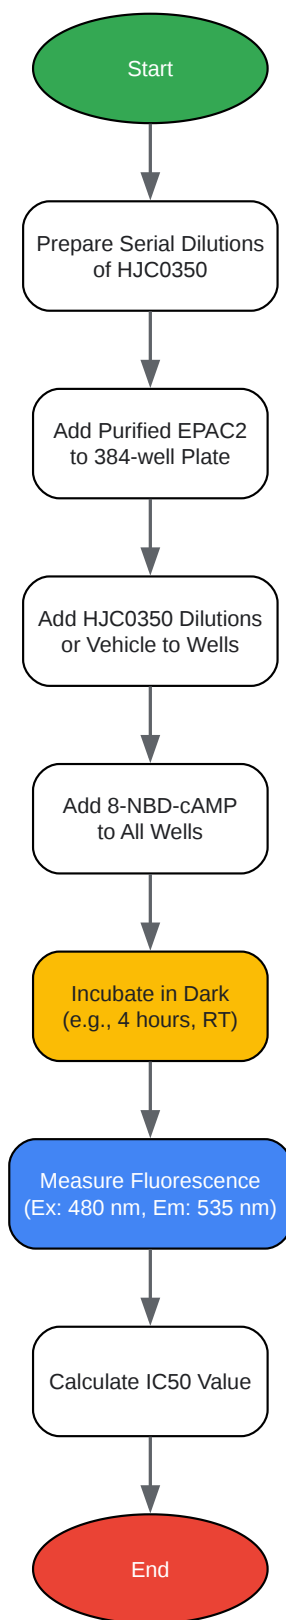 Start
Prepare Serial Dilutions
of HJC0350
Add Purified EPAC2
to 384-well Plate
Add HJC0350 Dilutions
or Vehicle to Wells
Add 8-NBD-cAMP
to All Wells
Incubate in Dark
(e.g., 4 hours, RT)
Measure Fluorescence
(Ex: 480 nm, Em: 535 nm)
Calculate IC50 Value
End